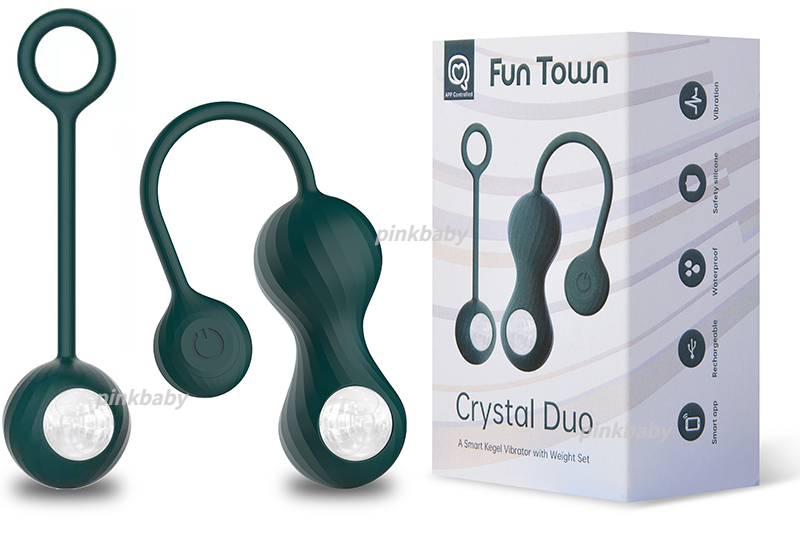 APP Controlled
Fun Town
Vibration
Safety silicone
Waterproof
Rechargeable
Smart app
Crystal Duo
A Smart Kegel Vibrator with Weight Set
pinkbaby
pinkbaby
pinkbaby